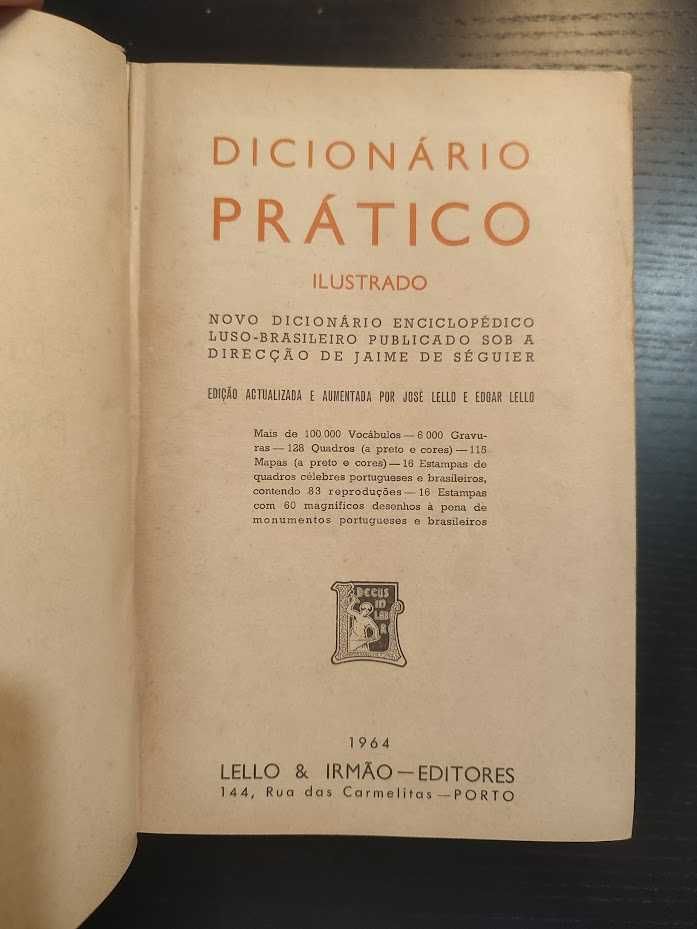 DICIONÁRIO
PRÁTICO
ILUSTRADO
NOVO DICIONÁRIO ENCICLOPÉDICO
LUSO-BRASILEIRO PUBLICADO SOB A
DIRECÇÃO DE JAIME DE SÉGUIER
EDIÇÃO ACTUALIZADA E AUMENTADA POR JOSÉ LELLO E EDGAR LELLO
Mais de 100 000 Vocábulos — 6 000 Gravu-
ras — 128 Quadros (a preto e cores) — 115
Mapas (a preto e cores) — 16 Estampas de
quadros célebres portugueses e brasileiros,
contendo 83 reproduções — 16 Estampas
com 60 magníficos desenhos à pena de
monumentos portugueses e brasileiros
DECUS
IN
LABO
R
1964
LELLO & IRMÃO — EDITORES
144, Rua das Carmelitas — PORTO